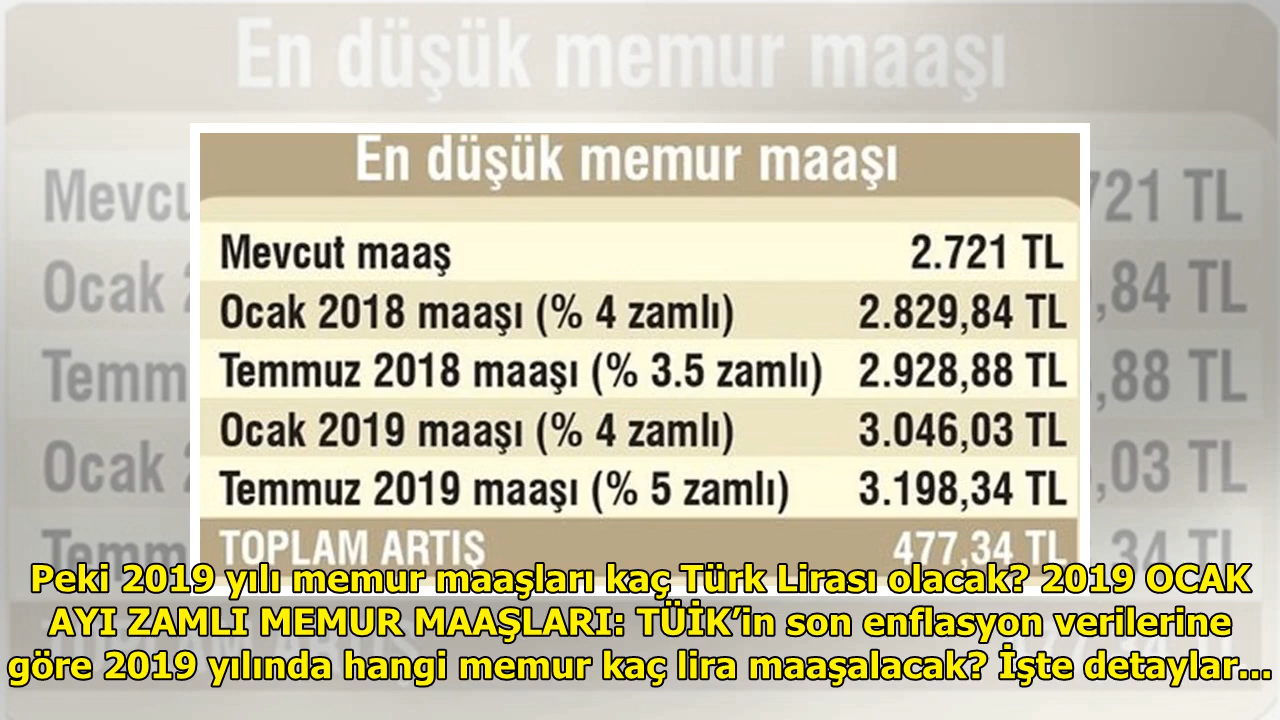 En düşük memur maaşı
En düşük memur maaşı
Mevcut maaş 2.721 TL
Ocak 2018 maaşı (% 4 zamlı) 2.829,84 TL
Temmuz 2018 maaşı (% 3.5 zamlı) 2.928,88 TL
Ocak 2019 maaşı (% 4 zamlı) 3.046,03 TL
Temmuz 2019 maaşı (% 5 zamlı) 3.198,34 TL
TOPLAM ARTIŞ 477,34 TL
Peki 2019 yılı memur maaşları kaç Türk Lirası olacak? 2019 OCAK
AYI ZAMLI MEMUR MAAŞLARI: TÜİK’in son enflasyon verilerine
göre 2019 yılında hangi memur kaç lira maaşalacak? İşte detaylar...